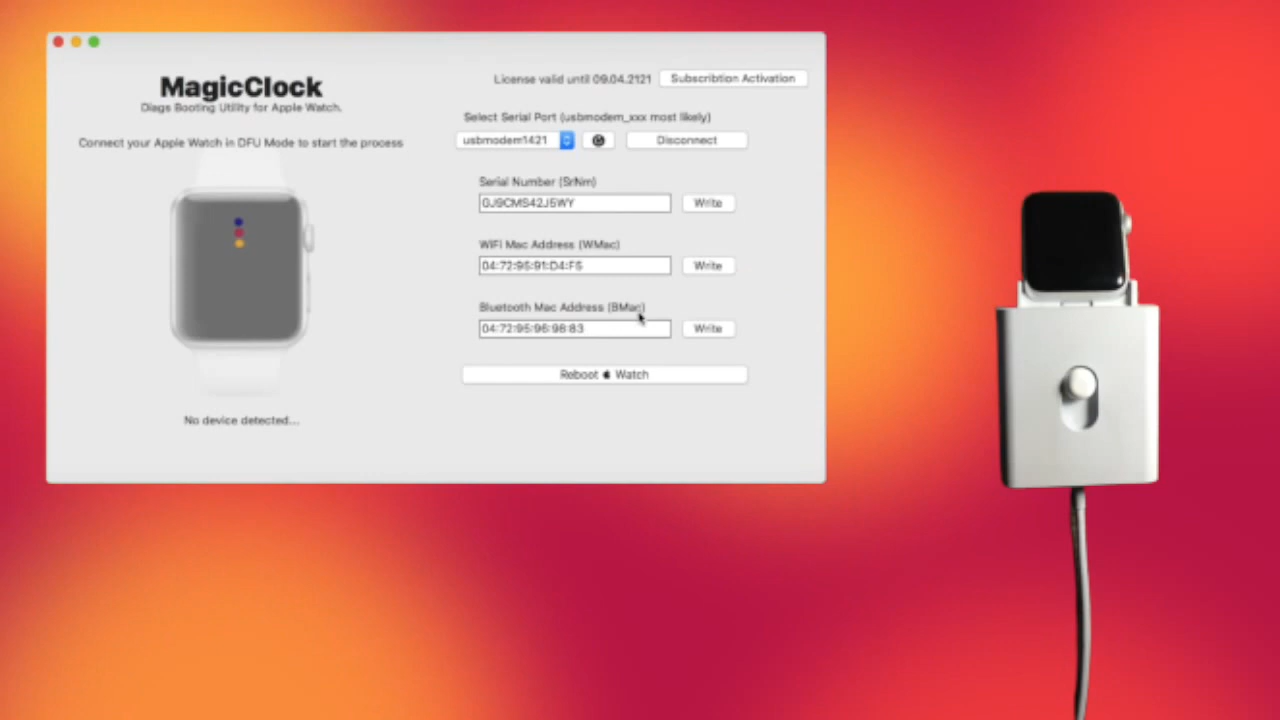 MagicClock
Diags Booting Utility for Apple Watch.
Connect your Apple Watch in DFU Mode to start the process
No device detected...
License valid until 09.04.2121
Subscribtion Activation
Select Serial Port (usbmodem_xxx most likely)
usbmodem1421
Disconnect
Serial Number (SrNm)
GJ9CMS42J5WY
Write
WiFi Mac Address (WMac)
04:72:95:91:D4:F5
Write
Bluetooth Mac Address (BMac)
04:72:95:96:98:83
Write
Reboot Watch